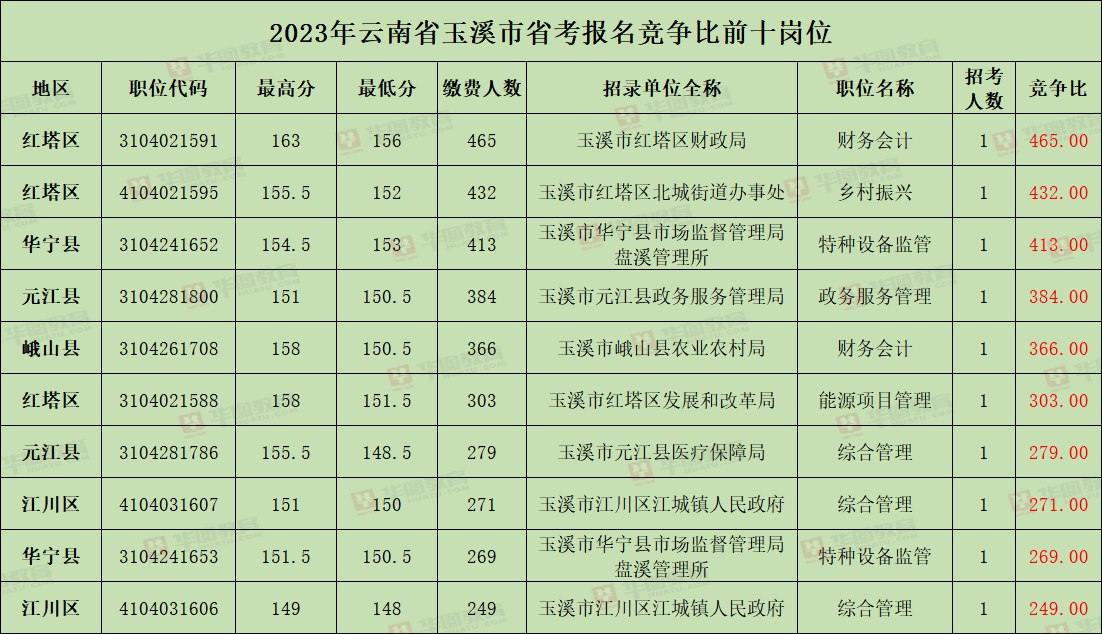 2023年云南省玉溪市省考报名竞争比前十岗位
地区 职位代码 最高分 最低分 缴费人数 招录单位全称 职位名称 招考人数 竞争比
红塔区 3104021591 163 156 465 玉溪市红塔区财政局 财务会计 1 465.00
红塔区 4104021595 155.5 152 432 玉溪市红塔区北城街道办事处 乡村振兴 1 432.00
华宁县 3104241652 154.5 153 413 玉溪市华宁县市场监督管理局盘溪管理所 特种设备监管 1 413.00
元江县 3104281800 151 150.5 384 玉溪市元江县政务服务管理局 政务服务管理 1 384.00
峨山县 3104261708 158 150.5 366 玉溪市峨山县农业农村局 财务会计 1 366.00
红塔区 3104021588 158 151.5 303 玉溪市红塔区发展和改革局 能源项目管理 1 303.00
元江县 3104281786 155.5 148.5 279 玉溪市元江县医疗保障局 综合管理 1 279.00
江川区 4104031607 151 150 271 玉溪市江川区江城镇人民政府 综合管理 1 271.00
华宁县 3104241653 151.5 150.5 269 玉溪市华宁县市场监督管理局盘溪管理所 特种设备监管 1 269.00
江川区 4104031606 149 148 249 玉溪市江川区江城镇人民政府 综合管理 1 249.00
华图教育